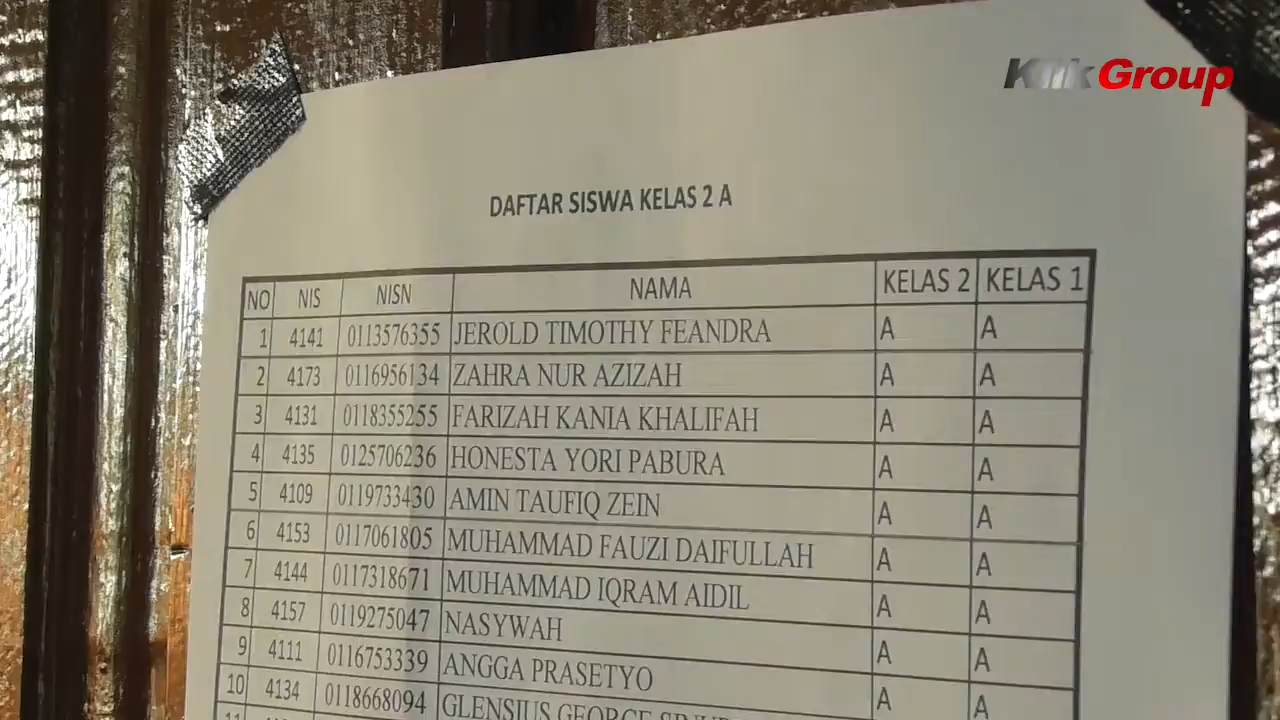 Klik Group
DAFTAR SISWA KELAS 2 A
NO NIS NISN NAMA KELAS 2 KELAS 1
1 4141 0113576355 JEROLD TIMOTHY FEANDRA A A
2 4173 0116956134 ZAHRA NUR AZIZAH A A
3 4131 0118355255 FARIZAH KANIA KHALIFAH A A
4 4135 0125706236 HONESTA YORI PABURA A A
5 4109 0119733430 AMIN TAUFIQ ZEIN A A
6 4153 0117061805 MUHAMMAD FAUZI DAIFULLAH A A
7 4144 0117318671 MUHAMMAD IQRAM AIDIL A A
8 4157 0119275047 NASYWAH A A
9 4111 0116753339 ANGGA PRASETYO A A
10 4134 0118668094 GLENSIUS GEORGE A A